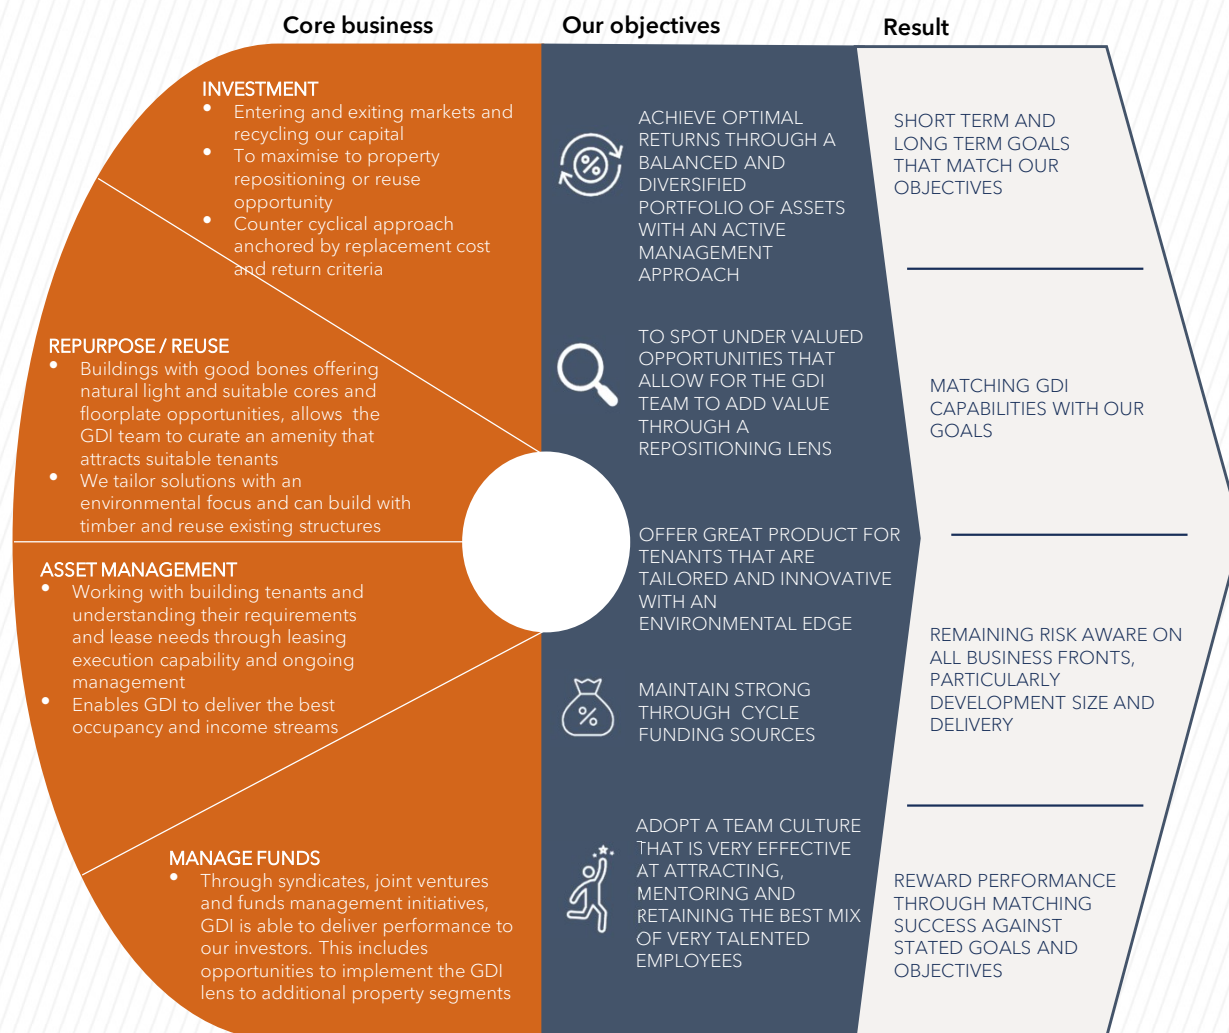 Core business
INVESTMENT
• Entering and exiting markets and
recycling our capital
• To maximise to property
repositioning or reuse
opportunity
• Counter cyclical approach
anchored by replacement cost
and return criteria
REPURPOSE / REUSE
• Buildings with good bones offering
natural light and suitable cores and
floorplate opportunities, allows the
GDI team to curate an amenity that
attracts suitable tenants
• We tailor solutions with an
environmental focus and can build with
timber and reuse existing structures
ASSET MANAGEMENT
• Working with building tenants and
understanding their requirements
and lease needs through leasing
execution capability and ongoing
management
• Enables GDI to deliver the best
occupancy and income streams
MANAGE FUNDS
• Through syndicates, joint ventures
and funds management initiatives,
GDI is able to deliver performance to
our investors. This includes
opportunities to implement the GDI
lens to additional property segments
Our objectives
%
ACHIEVE OPTIMAL
RETURNS THROUGH A
BALANCED AND
DIVERSIFIED
PORTFOLIO OF ASSETS
WITH AN ACTIVE
MANAGEMENT
APPROACH
TO SPOT UNDER VALUED
OPPORTUNITIES THAT
ALLOW FOR THE GDI
TEAM TO ADD VALUE
THROUGH A
REPOSITIONING LENS
OFFER GREAT PRODUCT FOR
TENANTS THAT ARE
TAILORED AND INNOVATIVE
WITH AN
ENVIRONMENTAL EDGE
%
MAINTAIN STRONG
THROUGH CYCLE
FUNDING SOURCES
ADOPT A TEAM CULTURE
THAT IS VERY EFFECTIVE
AT ATTRACTING,
MENTORING AND
RETAINING THE BEST MIX
OF VERY TALENTED
EMPLOYEES
Result
SHORT TERM AND
LONG TERM GOALS
THAT MATCH OUR
OBJECTIVES
MATCHING GDI
CAPABILITIES WITH OUR
GOALS
REMAINING RISK AWARE ON
ALL BUSINESS FRONTS,
PARTICULARLY
DEVELOPMENT SIZE AND
DELIVERY
REWARD PERFORMANCE
THROUGH MATCHING
SUCCESS AGAINST
STATED GOALS AND
OBJECTIVES